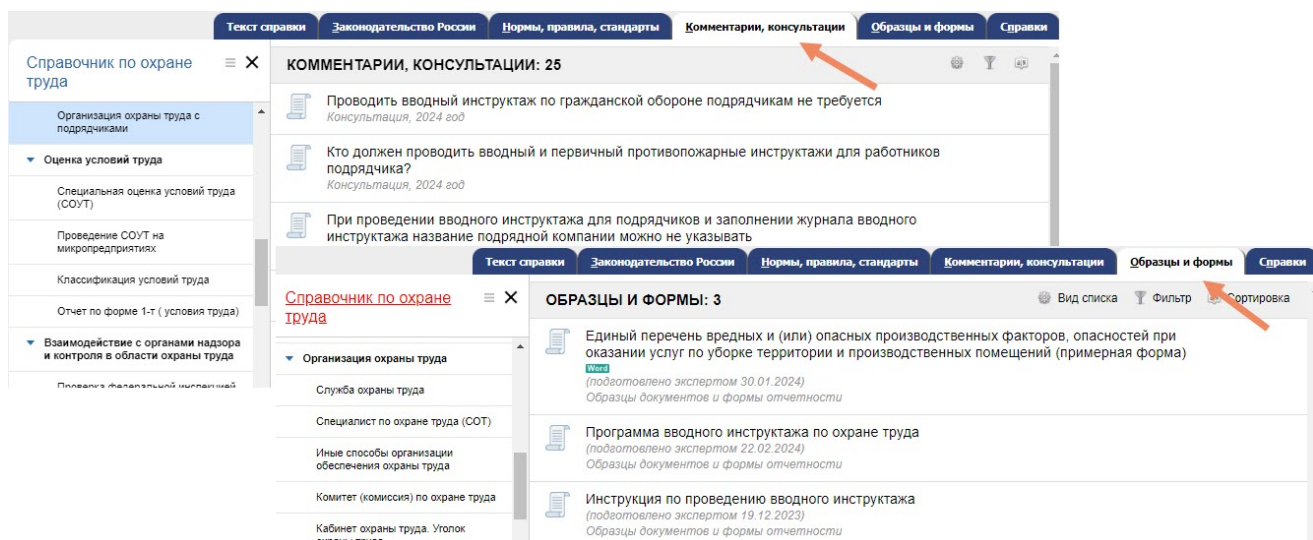 Текст справки
Законодательство России
Нормы, правила, стандарты
Комментарии, консультации
Образцы и формы
Справки
Справочник по охране
труда
Организация охраны труда с
подрядчиками
Оценка условий труда
Специальная оценка условий труда
(СОУТ)
Проведение СОУТ на
микропредприятиях
Классификация условий труда
Отчет по форме 1-т ( условия труда)
Взаимодействие с органами надзора
и контроля в области охраны труда
Проверка федеральной инспекцией
КОММЕНТАРИИ, КОНСУЛЬТАЦИИ: 25
Проводить вводный инструктаж по гражданской обороне подрядчикам не требуется
Консультация, 2024 год
Кто должен проводить вводный и первичный противопожарные инструктажи для работников
подрядчика?
Консультация, 2024 год
При проведении вводного инструктажа для подрядчиков и заполнении журнала вводного
инструктажа название подрядной компании можно не указывать
Текст справки
Законодательство России
Нормы, правила, стандарты
Комментарии, консультации
Образцы и формы
Справки
Справочник по охране
труда
Организация охраны труда
Служба охраны труда
Специалист по охране труда (СОТ)
Иные способы организации
обеспечения охраны труда
Комитет (комиссия) по охране труда
Кабинет охраны труда. Уголок
охраны труда
ОБРАЗЦЫ И ФОРМЫ: 3
Вид списка
Фильтр
Сортировка
Единый перечень вредных и (или) опасных производственных факторов, опасностей при
оказании услуг по уборке территории и производственных помещений (примерная форма)
Word
(подготовлено экспертом 30.01.2024)
Образцы документов и формы отчетности
Программа вводного инструктажа по охране труда
(подготовлено экспертом 22.02.2024)
Образцы документов и формы отчетности
Инструкция по проведению вводного инструктажа
(подготовлено экспертом 19.12.2023)
Образцы документов и формы отчетности